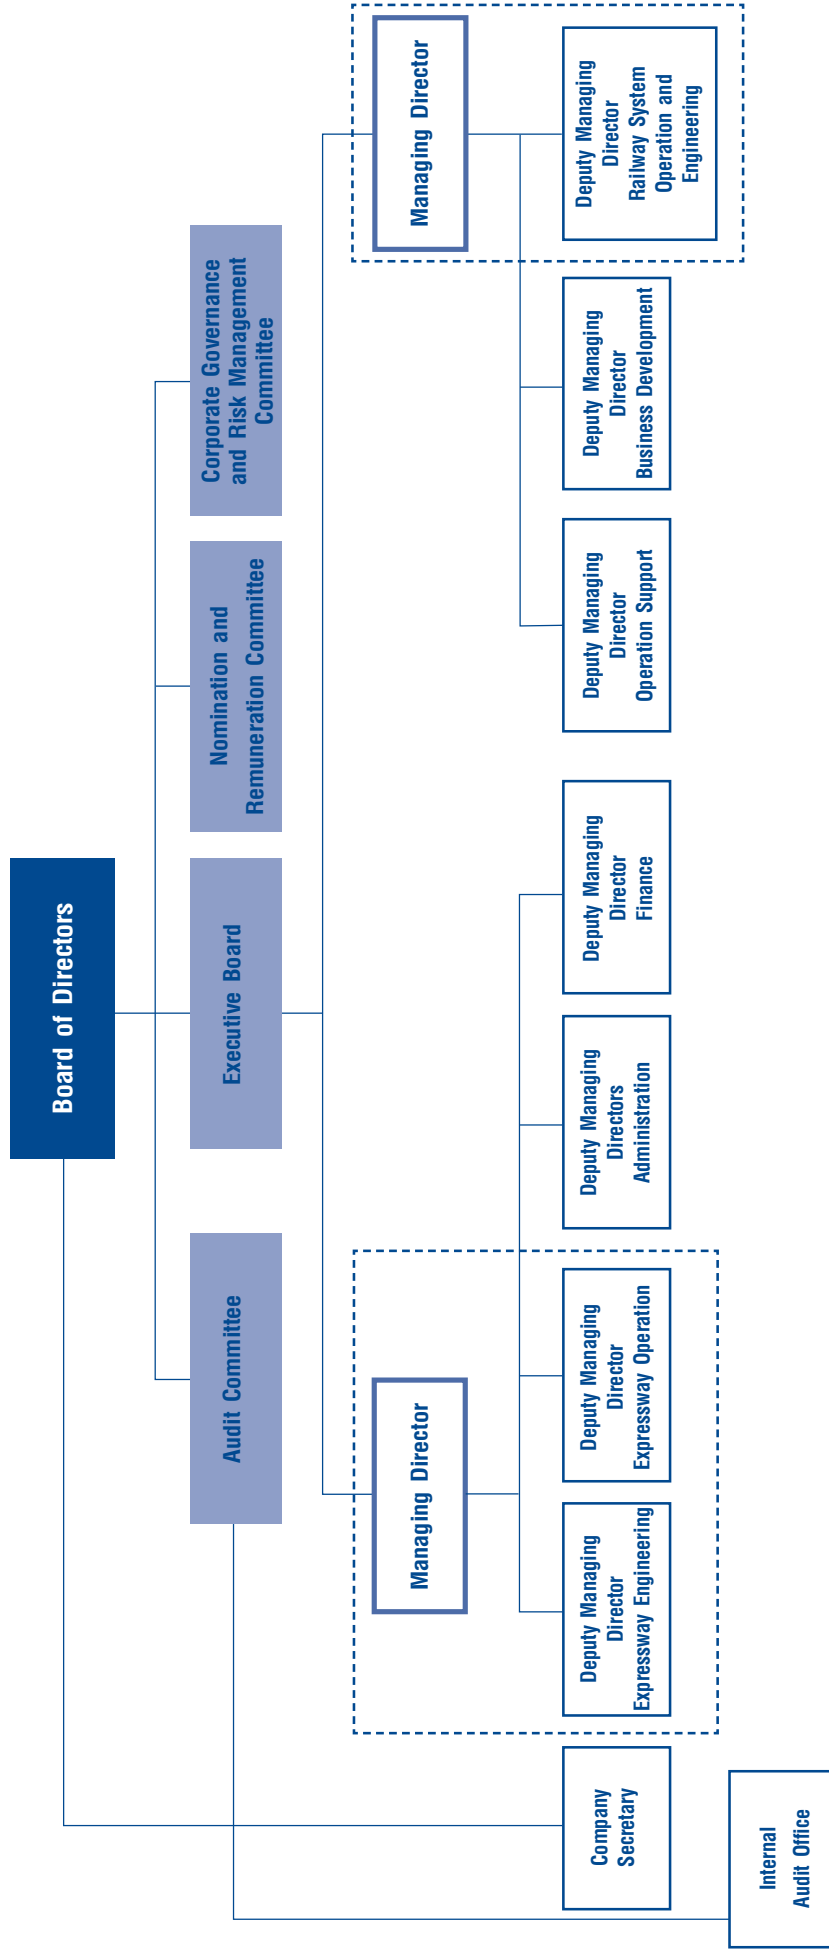 Board of Directors
Audit Committee
Executive Board
Nomination and
Remuneration Committee
Corporate Governance
and Risk Management
Committee
Managing Director
Managing Director
Company
Secretary
Deputy Managing
Director
Expressway Engineering
Deputy Managing
Director
Expressway Operation
Deputy Managing
Directors
Administration
Deputy Managing
Director
Finance
Deputy Managing
Director
Operation Support
Deputy Managing
Director
Business Development
Deputy Managing
Director
Railway System
Operation and
Engineering
Internal
Audit Office